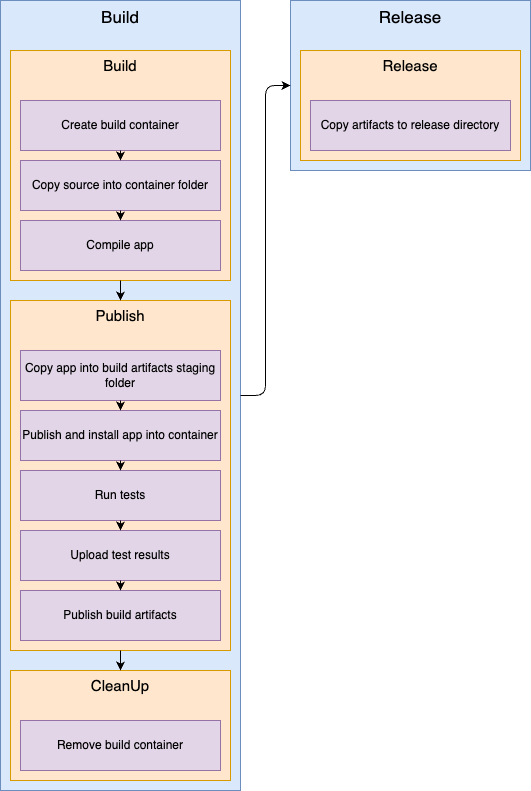 Build
Build
Create build container
Copy source into container folder
Compile app
Publish
Copy app into build artifacts staging
folder
Publish and install app into container
Run tests
Upload test results
Publish build artifacts
CleanUp
Remove build container
Release
Release
Copy artifacts to release directory